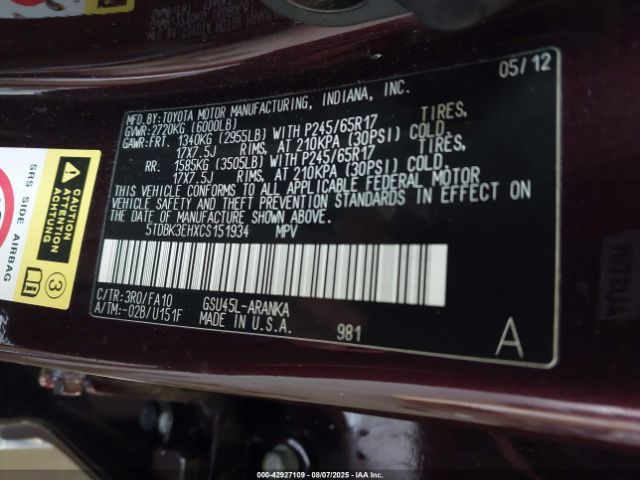 05/12
MFD. BY:TOYOTA MOTOR MANUFACTURING, INDIANA, INC.
GVWR:2720KG (6000LB)
GAWR:FRT. 1340KG (2955LB) WITH P245/65R17 TIRES,
17X7.5J RIMS, AT 210KPA (30PSI) COLD.
RR. 1585KG (3505LB) WITH P245/65R17 TIRES,
17X7.5J RIMS, AT 210KPA (30PSI) COLD.
THIS VEHICLE CONFORMS TO ALL APPLICABLE FEDERAL MOTOR
VEHICLE SAFETY AND THEFT PREVENTION STANDARDS IN EFFECT ON
THE DATE OF MANUFACTURE SHOWN ABOVE.
5TDBK3EHXCS151934 MPV
C/TR:3R0/FA10 GSU45L-ARANKA
A/TM:-02B/U151F MADE IN U.S.A.
981
A
SRS SIDE AIRBAG
CAUTION
ACHTUNG
ATTENTION
3
000-42927109 - 08/07/2025 - IAAI.com